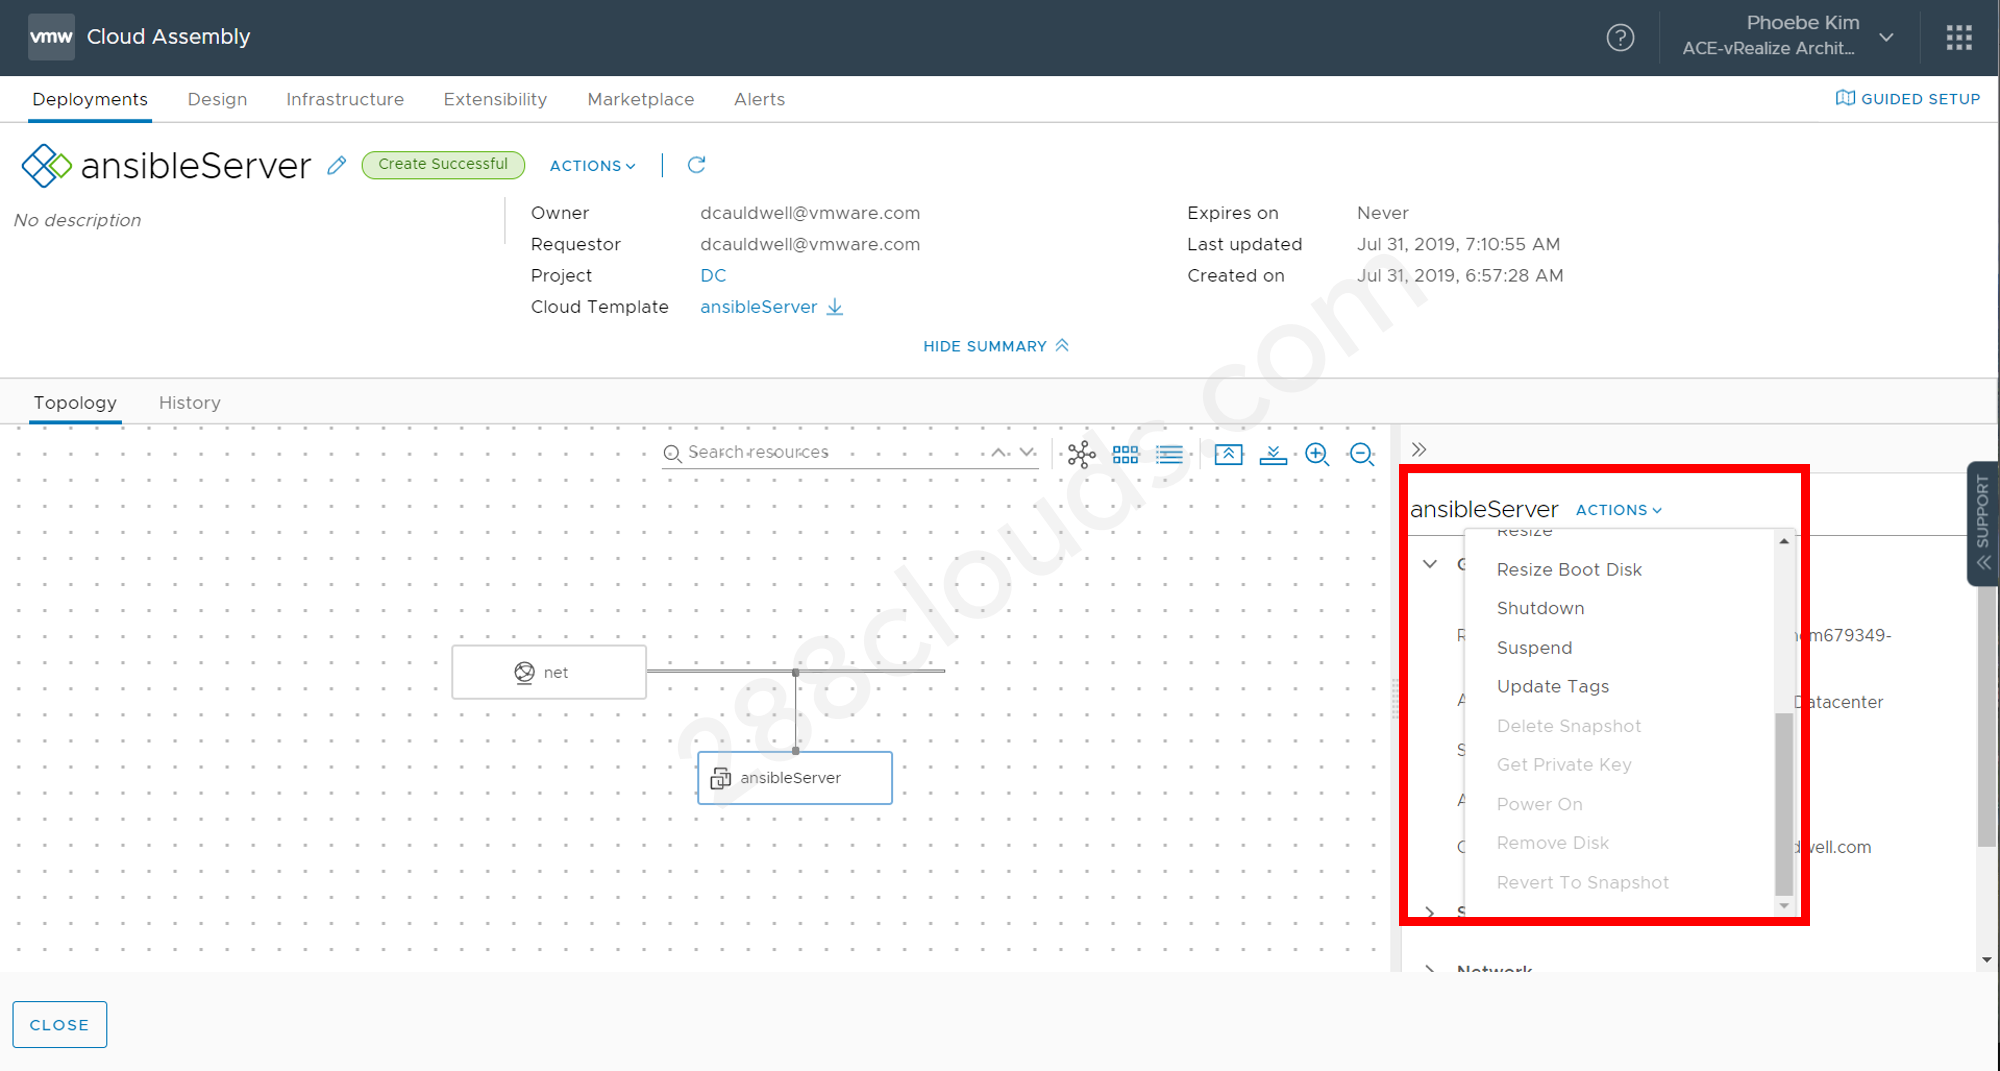 vmw Cloud Assembly
Phoebe Kim
ACE-vRealize Archit...
Deployments Design Infrastructure Extensibility Marketplace Alerts
GUIDED SETUP
ansibleServer Create Successful ACTIONS
No description
Owner dcauldwell@vmware.com
Requestor dcauldwell@vmware.com
Project DC
Cloud Template ansibleServer
Expires on Never
Last updated Jul 31, 2019, 7:10:55 AM
Created on Jul 31, 2019, 6:57:28 AM
HIDE SUMMARY
Topology History
Search resources
net
ansibleServer
288clouds.com
ansibleServer ACTIONS
Resize
Resize Boot Disk
Shutdown
Suspend
Update Tags
Delete Snapshot
Get Private Key
Power On
Remove Disk
Revert To Snapshot
Datacenter
Network
SUPPORT
CLOSE